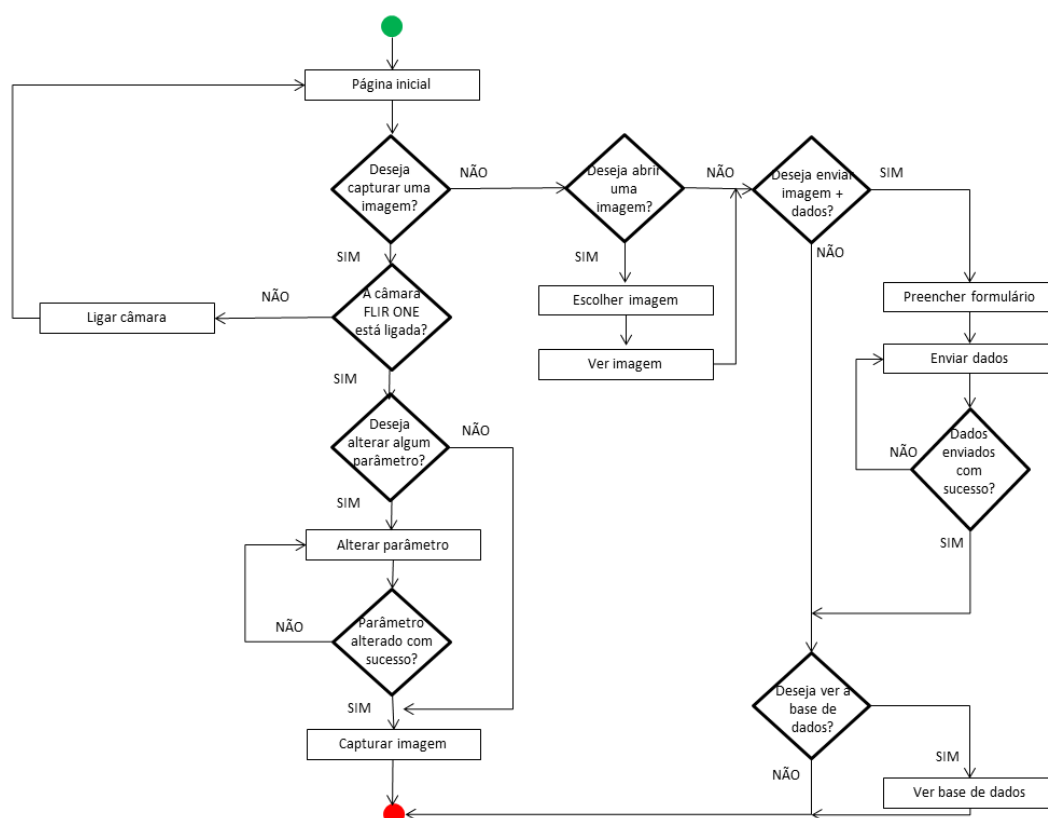 Página inicial
Deseja
capturar uma
imagem?
NÃO
SIM
Deseja abrir
uma
imagem?
NÃO
SIM
Deseja enviar
imagem +
dados?
SIM
NÃO
A câmara
FLIR ONE
está ligada?
NÃO
SIM
Ligar câmara
Escolher imagem
Ver imagem
Preencher formulário
Enviar dados
Dados
enviados
com
sucesso?
NÃO
SIM
Deseja
alterar algum
parâmetro?
NÃO
SIM
Alterar parâmetro
Parâmetro
alterado com
sucesso?
NÃO
SIM
Capturar imagem
Deseja ver a
base de
dados?
SIM
NÃO
Ver base de dados